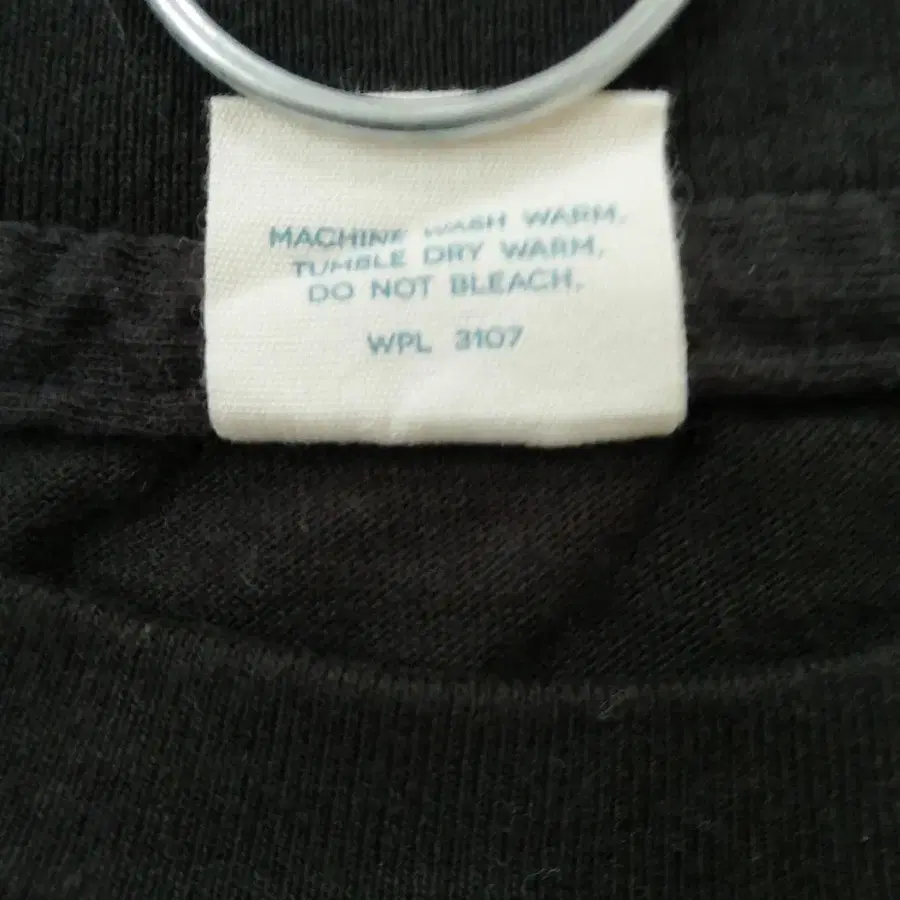 MACHINE WASH WARM,
TUMBLE DRY WARM,
DO NOT BLEACH.
WPL 3107